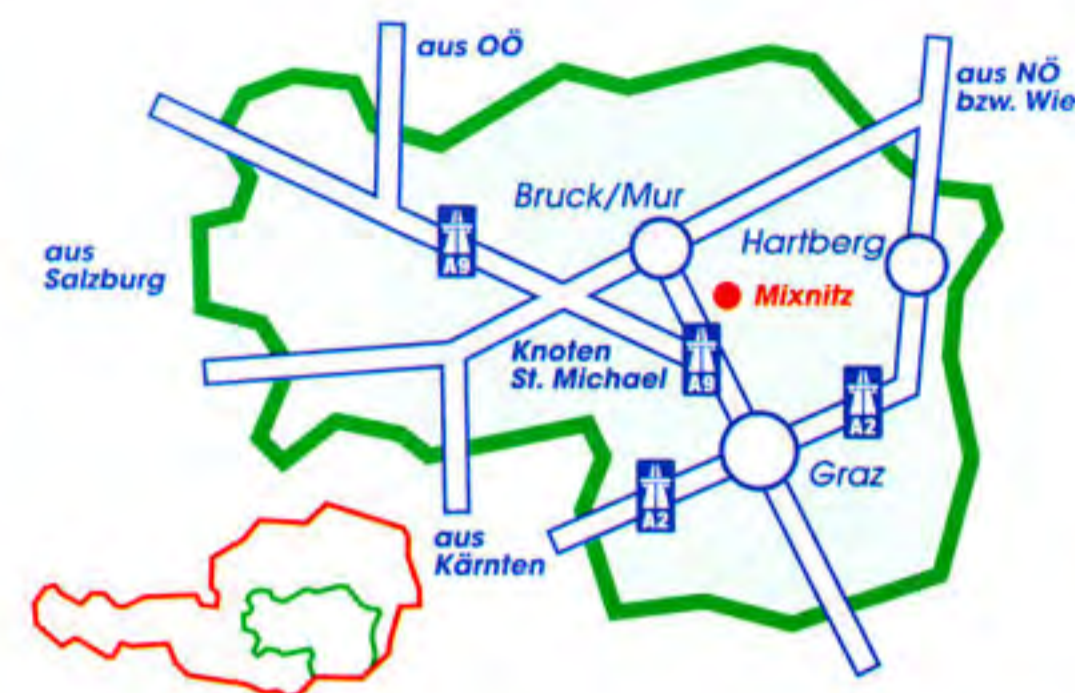 aus OÖ
aus NÖ
bzw. Wie
Bruck/Mur
Hartberg
aus
Salzburg
A9
Mixnitz
Knoten
St. Michael
A9
A2
Graz
A2
aus
Kärnten